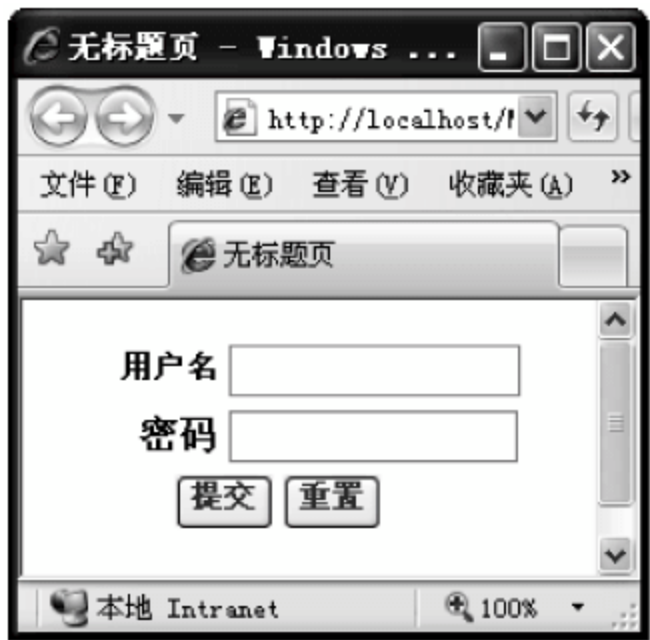 无标题页 - Windows ...
http://localhost/
文件(F) 编辑(E) 查看(V) 收藏夹(A) »
无标题页
用户名
密码
提交 重置
本地 Intranet 100%